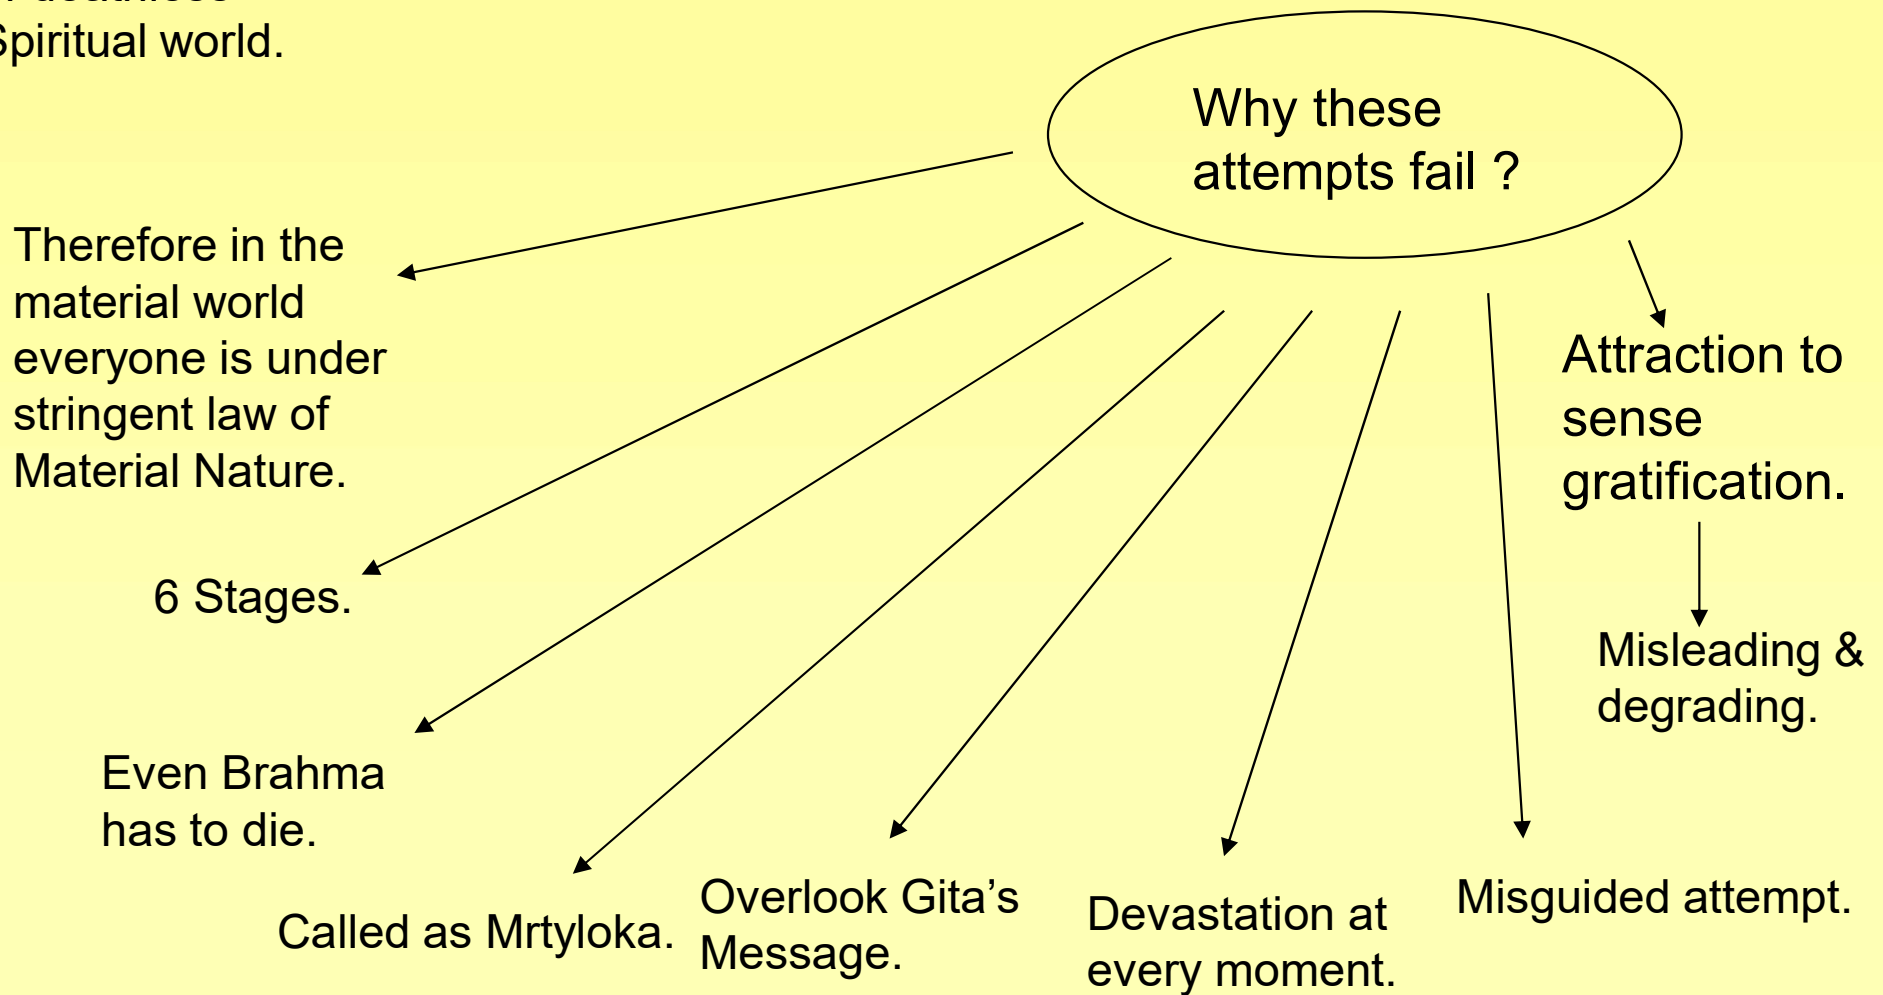 Spiritual world.
Why these
attempts fail ?
Therefore in the
material world
everyone is under
stringent law of
Material Nature.
6 Stages.
Even Brahma
has to die.
Called as Mrtyloka.
Overlook Gita’s
Message.
Devastation at
every moment.
Misguided attempt.
Attraction to
sense
gratification.
Misleading &
degrading.